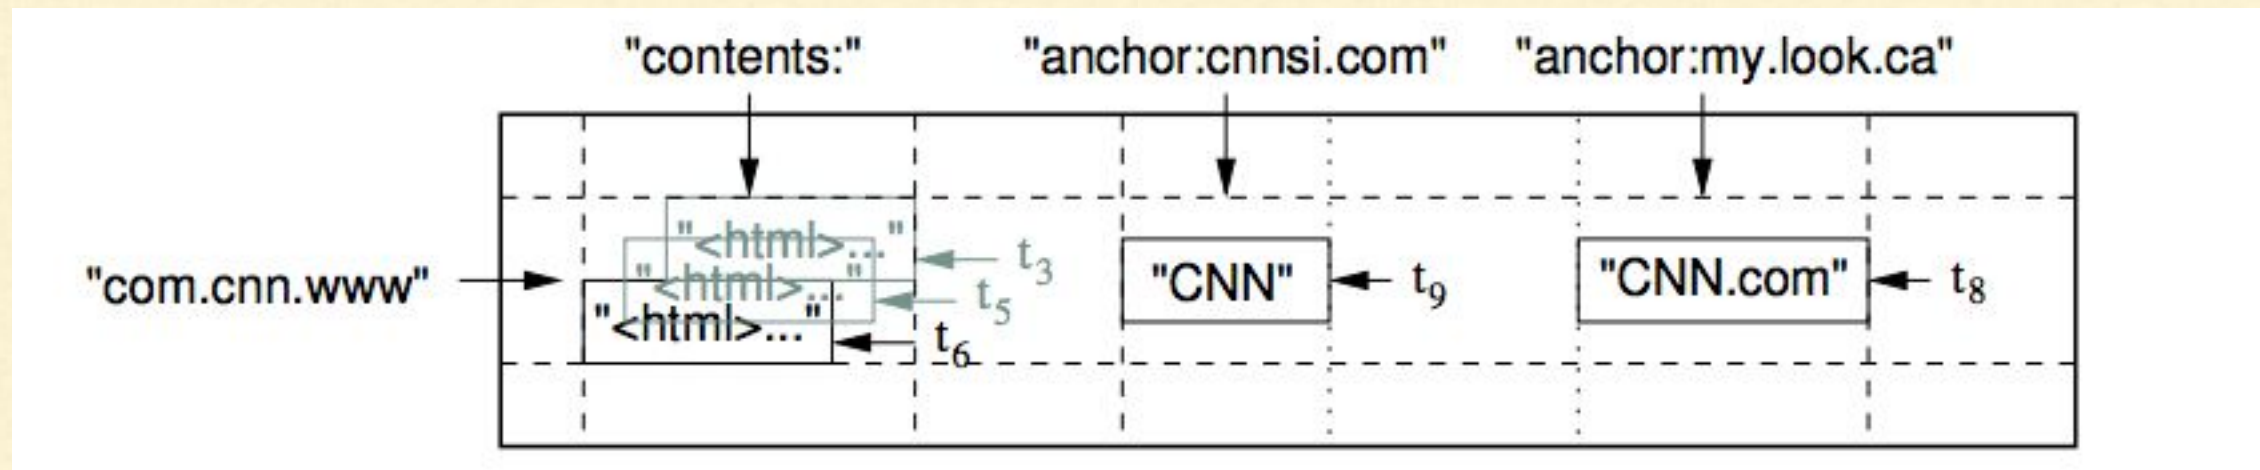 "contents:" "anchor:cnnsi.com" "anchor:my.look.ca"
"<html>..." t3
"com.cnn.www" "<html>..." t5 "CNN" t9 "CNN.com" t8
"<html>..." t6